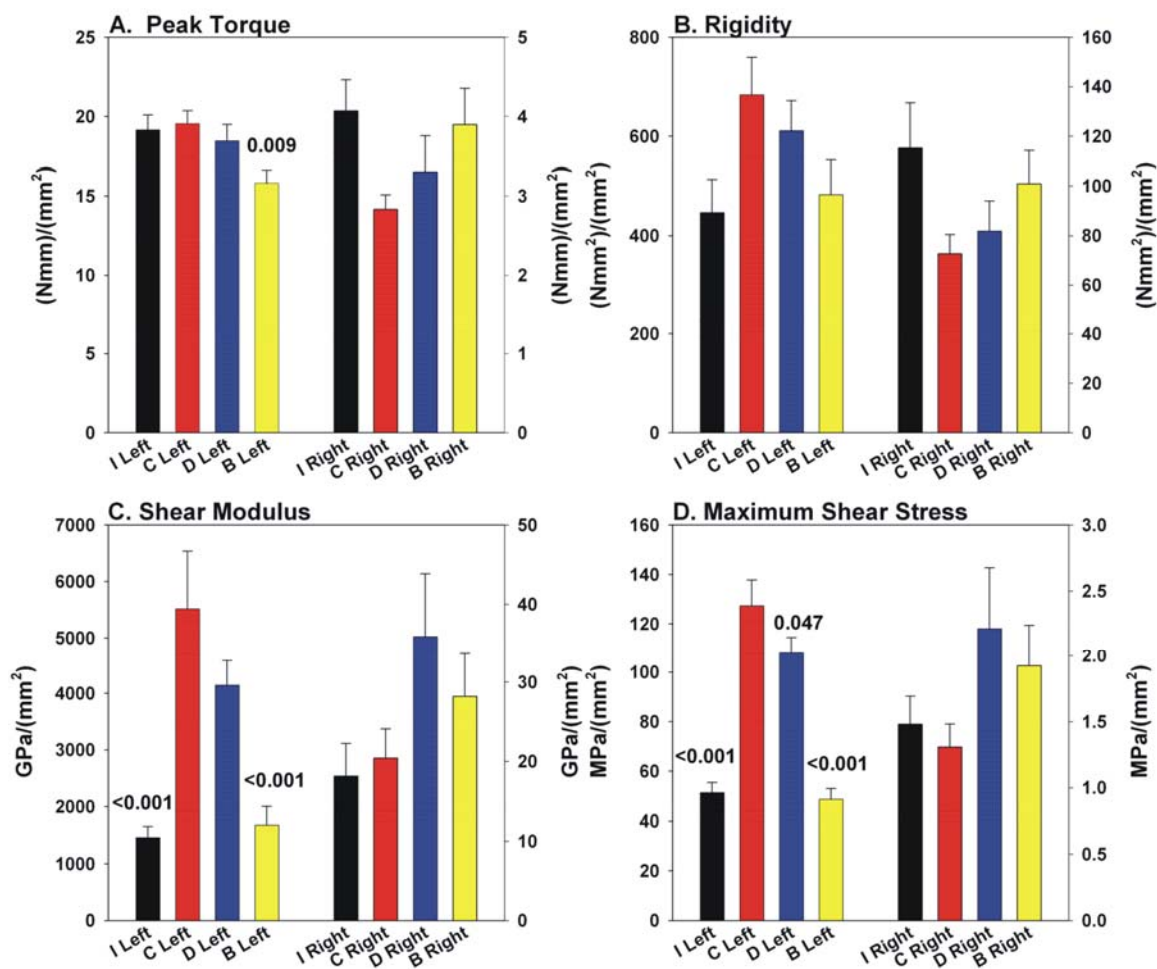 A. Peak Torque
25
20
15
10
5
0
(Nmm)/(mm²)
0.009
5
4
3
2
1
0
(Nmm)/(mm²)
I Left
C Left
D Left
B Left
I Right
C Right
D Right
B Right
B. Rigidity
800
600
400
200
0
(Nmm²)/(mm²)
160
140
120
100
80
60
40
20
0
(Nmm²)/(mm²)
I Left
C Left
D Left
B Left
I Right
C Right
D Right
B Right
C. Shear Modulus
7000
6000
5000
4000
3000
2000
1000
0
GPa/(mm²)
<0.001
<0.001
50
40
30
20
10
0
GPa/(mm²)
I Left
C Left
D Left
B Left
I Right
C Right
D Right
B Right
D. Maximum Shear Stress
160
140
120
100
80
60
40
20
0
MPa/(mm²)
<0.001
0.047
<0.001
3.0
2.5
2.0
1.5
1.0
0.5
0.0
MPa/(mm²)
I Left
C Left
D Left
B Left
I Right
C Right
D Right
B Right